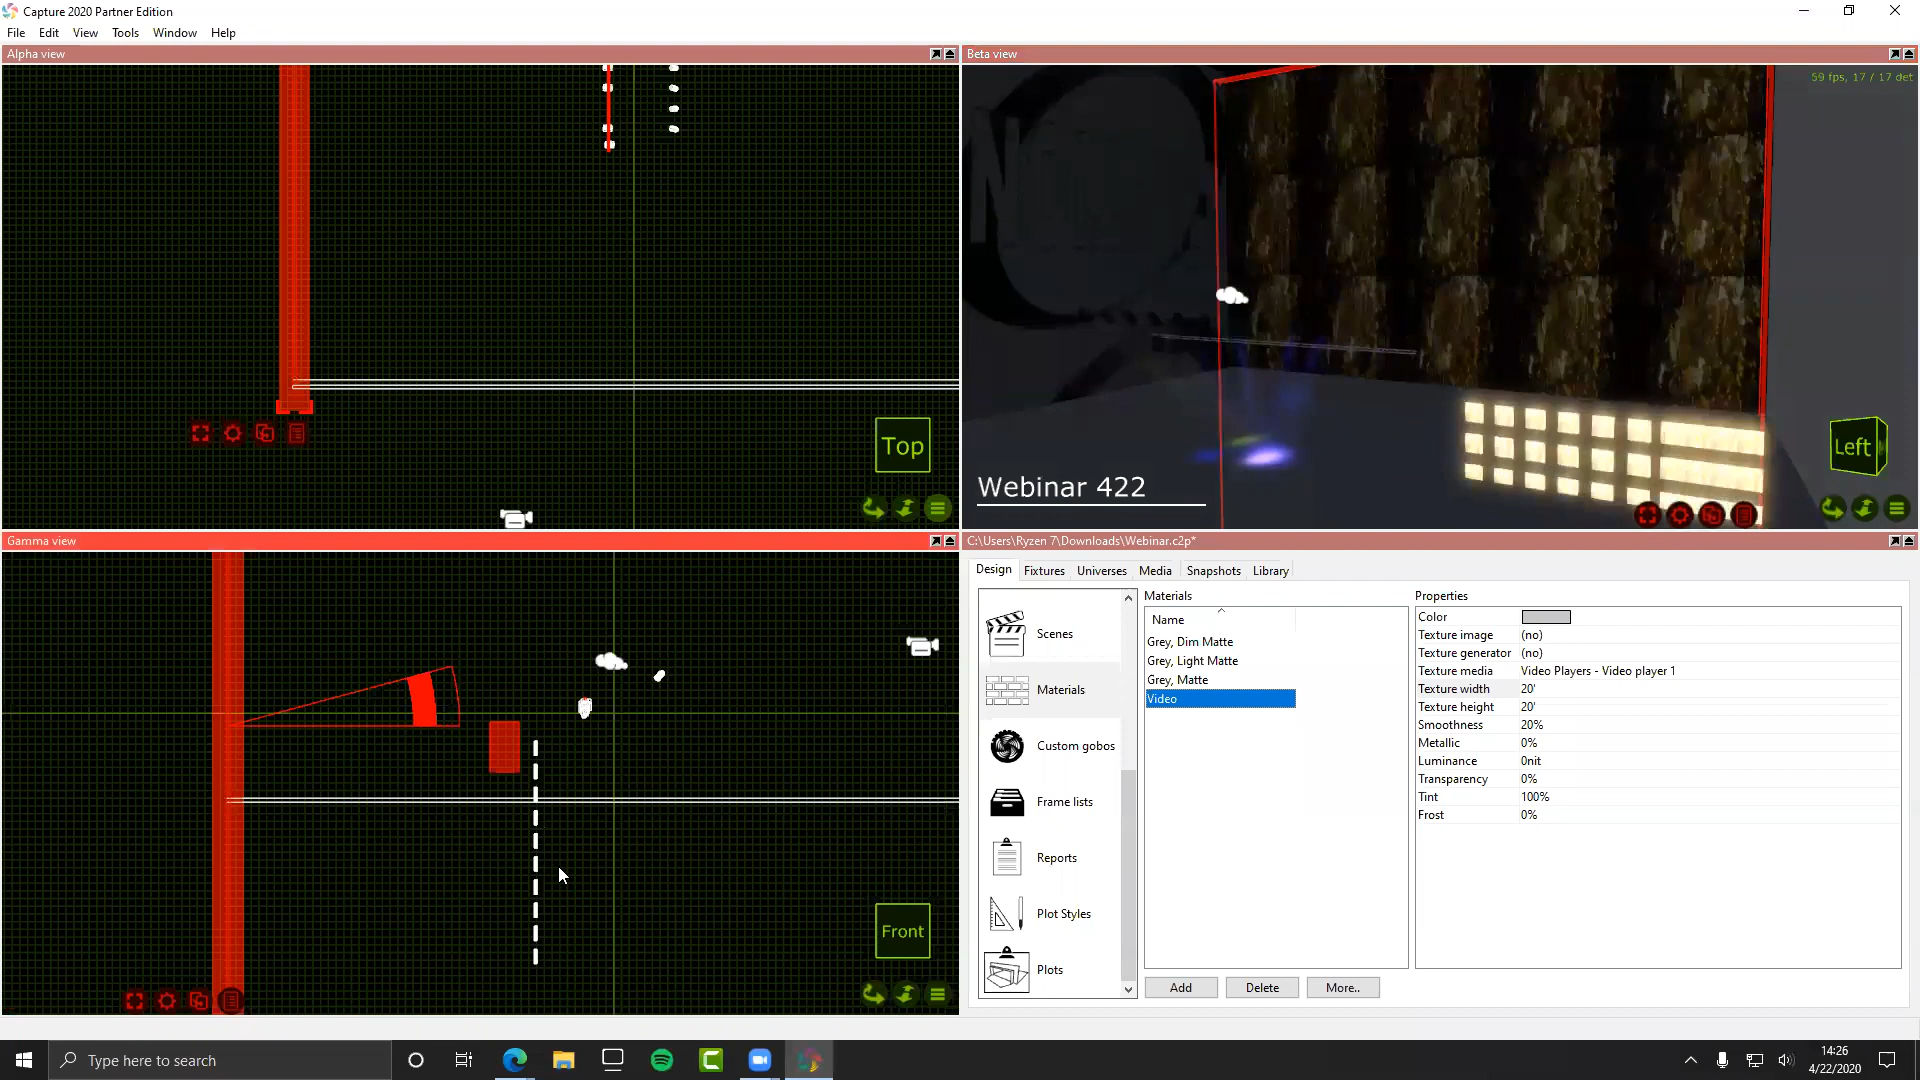 Capture 2020 Partner Edition
File Edit View Tools Window Help
Alpha view
Top
Beta view
59 fps, 17 / 17 det
Left
Webinar 422
Gamma view
Front
C:\Users\Ryzen 7\Downloads\Webinar.c2p*
Design Fixtures Universes Media Snapshots Library
Scenes
Materials
Custom gobos
Frame lists
Reports
Plot Styles
Plots
Materials
Name
Grey, Dim Matte
Grey, Light Matte
Grey, Matte
Video
Add Delete More..
Properties
Color
Texture image (no)
Texture generator (no)
Texture media Video Players - Video player 1
Texture width 20'
Texture height 20'
Smoothness 20%
Metallic 0%
Luminance 0nit
Transparency 0%
Tint 100%
Frost 0%
Type here to search
14:26
4/22/2020